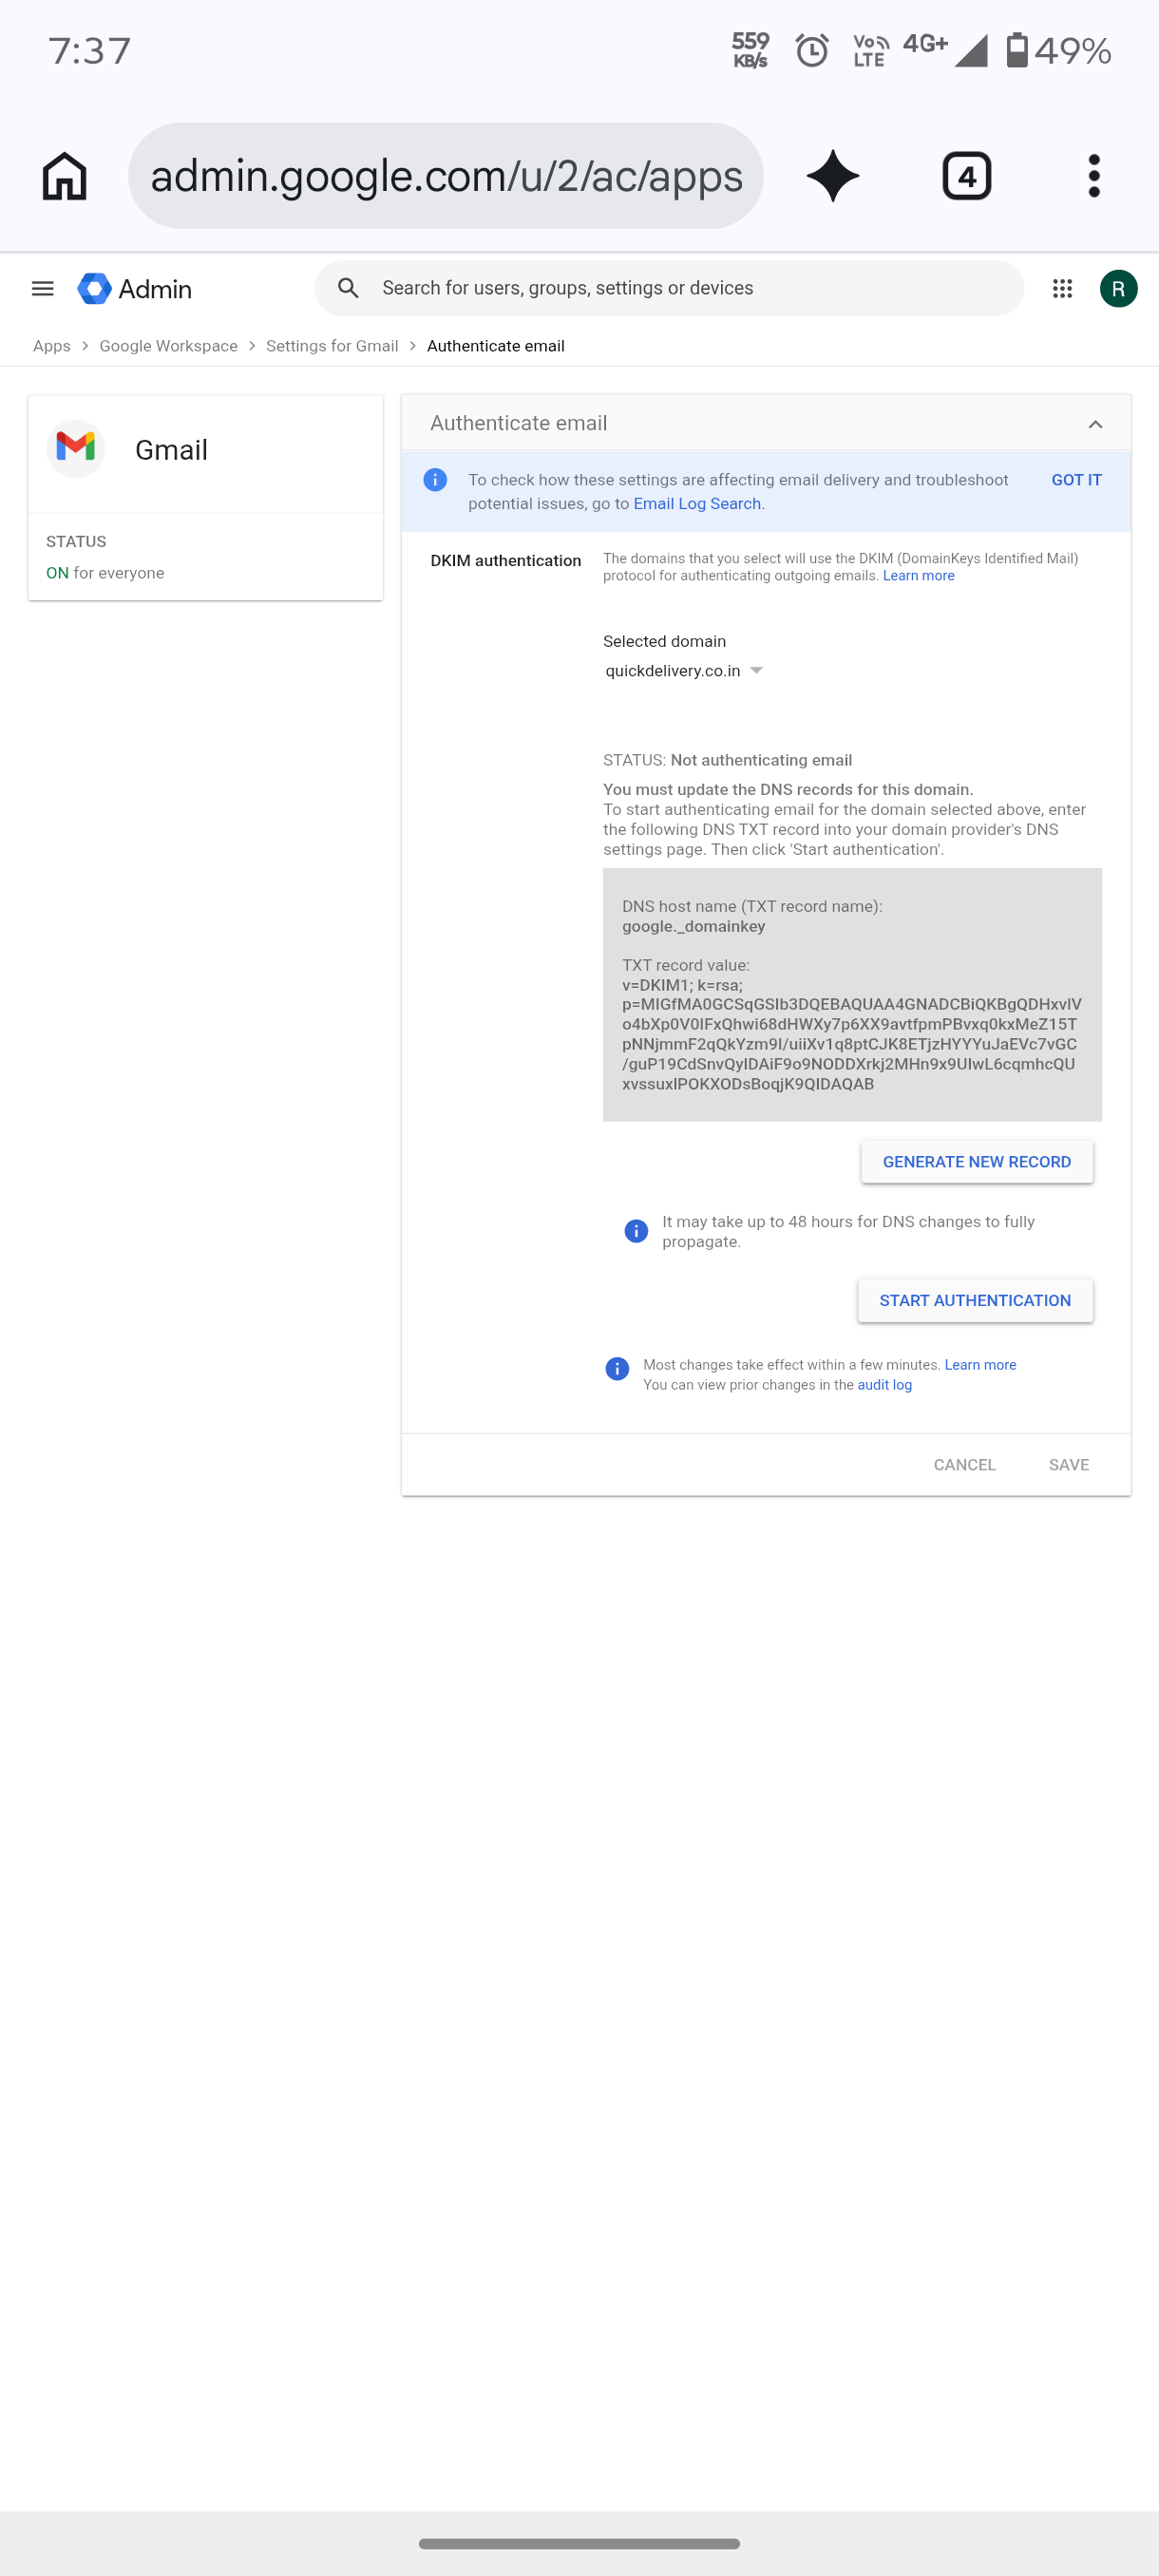 7:37
559 KB/s
Vo LTE 4G+ 49%
admin.google.com/u/2/ac/apps
4
Admin
Search for users, groups, settings or devices
R
Apps > Google Workspace > Settings for Gmail > Authenticate email
Gmail
STATUS
ON for everyone
Authenticate email
To check how these settings are affecting email delivery and troubleshoot
potential issues, go to Email Log Search.
GOT IT
DKIM authentication
The domains that you select will use the DKIM (DomainKeys Identified Mail)
protocol for authenticating outgoing emails. Learn more
Selected domain
quickdelivery.co.in
STATUS: Not authenticating email
You must update the DNS records for this domain.
To start authenticating email for the domain selected above, enter
the following DNS TXT record into your domain provider's DNS
settings page. Then click 'Start authentication'.
DNS host name (TXT record name):
google._domainkey
TXT record value:
v=DKIM1; k=rsa;
p=MIGfMA0GCSqGSIb3DQEBAQUAA4GNADCBiQKBgQDHxvlV
o4bXp0V0IFxQhwi68dHWXy7p6XX9avtfpmPBvxq0kxMeZ15T
pNNjmmF2qQkYzm9I/uiiXv1q8ptCJK8ETjzHYYYuJaEVc7vGC
/guP19CdSnvQyIDAiF9o9NODDXrkj2MHn9x9UIwL6cqmhcQU
xvssuxIPOKXODsBoqjK9QIDAQAB
GENERATE NEW RECORD
It may take up to 48 hours for DNS changes to fully
propagate.
START AUTHENTICATION
Most changes take effect within a few minutes. Learn more
You can view prior changes in the audit log
CANCEL
SAVE